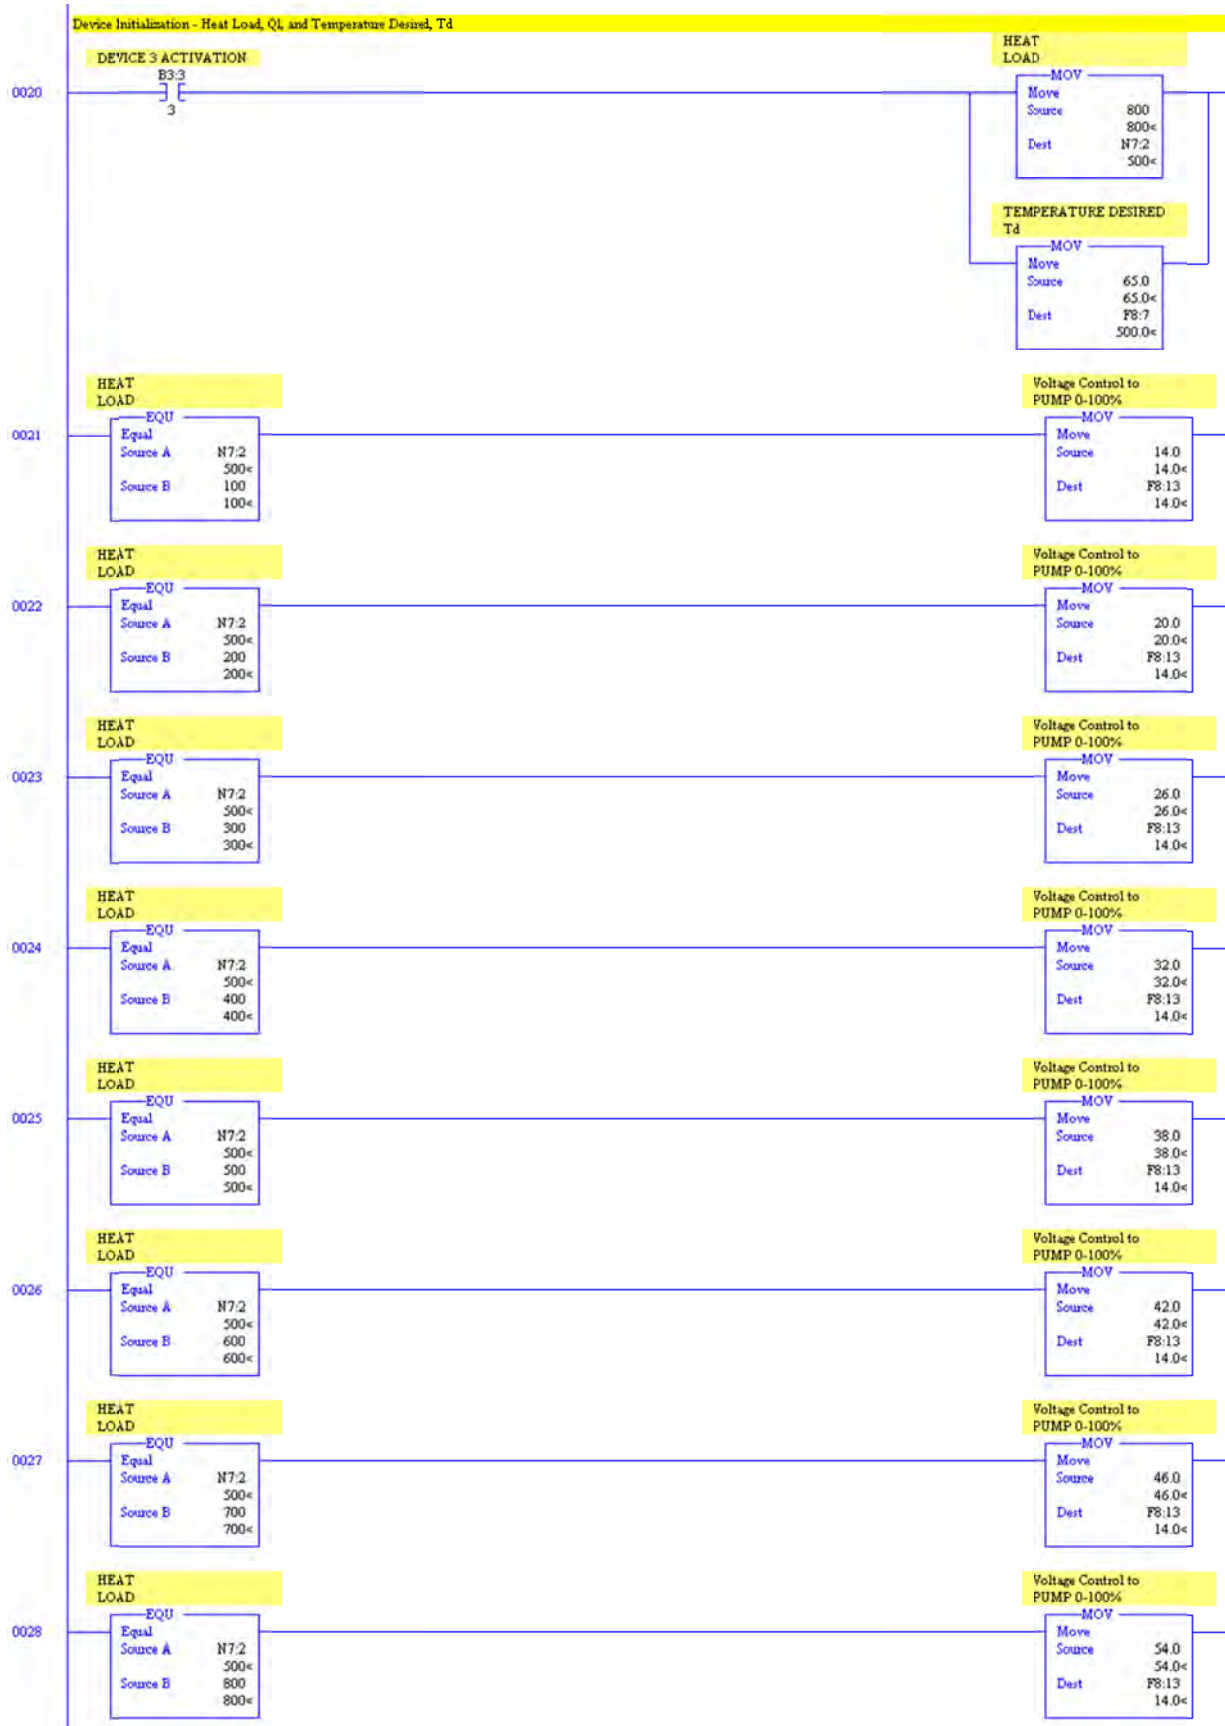 Device Initialization - Heat Load, Ql, and Temperature Desired, Td
DEVICE 3 ACTIVATION
B3:3
3
0020
HEAT
LOAD
MOV
Move
Source 800
800<
Dest N7:2
500<
TEMPERATURE DESIRED
Td
MOV
Move
Source 65.0
65.0<
Dest F8:7
500.0<
HEAT
LOAD
0021
EQU
Equal
Source A N7:2
500<
Source B 100
100<
Voltage Control to
PUMP 0-100%
MOV
Move
Source 14.0
14.0<
Dest F8:13
14.0<
HEAT
LOAD
0022
EQU
Equal
Source A N7:2
500<
Source B 200
200<
Voltage Control to
PUMP 0-100%
MOV
Move
Source 20.0
20.0<
Dest F8:13
14.0<
HEAT
LOAD
0023
EQU
Equal
Source A N7:2
500<
Source B 300
300<
Voltage Control to
PUMP 0-100%
MOV
Move
Source 26.0
26.0<
Dest F8:13
14.0<
HEAT
LOAD
0024
EQU
Equal
Source A N7:2
500<
Source B 400
400<
Voltage Control to
PUMP 0-100%
MOV
Move
Source 32.0
32.0<
Dest F8:13
14.0<
HEAT
LOAD
0025
EQU
Equal
Source A N7:2
500<
Source B 500
500<
Voltage Control to
PUMP 0-100%
MOV
Move
Source 38.0
38.0<
Dest F8:13
14.0<
HEAT
LOAD
0026
EQU
Equal
Source A N7:2
500<
Source B 600
600<
Voltage Control to
PUMP 0-100%
MOV
Move
Source 42.0
42.0<
Dest F8:13
14.0<
HEAT
LOAD
0027
EQU
Equal
Source A N7:2
500<
Source B 700
700<
Voltage Control to
PUMP 0-100%
MOV
Move
Source 46.0
46.0<
Dest F8:13
14.0<
HEAT
LOAD
0028
EQU
Equal
Source A N7:2
500<
Source B 800
800<
Voltage Control to
PUMP 0-100%
MOV
Move
Source 54.0
54.0<
Dest F8:13
14.0<